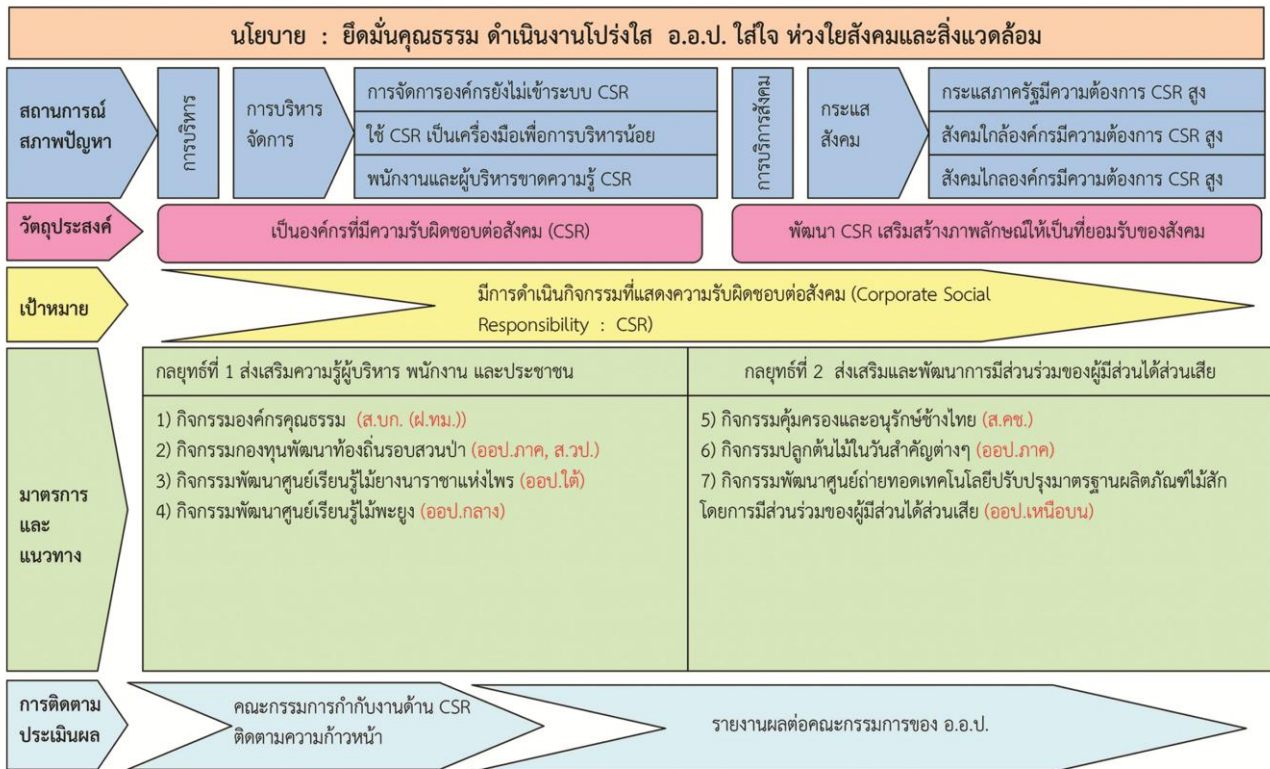 นโยบาย : ยึดมั่นคุณธรรม ดำเนินงานโปร่งใส อ.อ.ป. ใส่ใจ ห่วงใยสังคมและสิ่งแวดล้อม
สถานการณ์
สภาพปัญหา
การบริหาร
การบริหาร
จัดการ
การจัดการองค์กรยังไม่เข้าระบบ CSR
ใช้ CSR เป็นเครื่องมือเพื่อการบริหารน้อย
พนักงานและผู้บริหารขาดความรู้ CSR
การบริการสังคม
กระแส
สังคม
กระแสภาครัฐมีความต้องการ CSR สูง
สังคมใกล้องค์กรมีความต้องการ CSR สูง
สังคมไกลองค์กรมีความต้องการ CSR สูง
วัตถุประสงค์
เป็นองค์กรที่มีความรับผิดชอบต่อสังคม (CSR)
พัฒนา CSR เสริมสร้างภาพลักษณ์ให้เป็นที่ยอมรับของสังคม
เป้าหมาย
มีการดำเนินกิจกรรมที่แสดงความรับผิดชอบต่อสังคม (Corporate Social
Responsibility : CSR)
มาตรการ
และ
แนวทาง
กลยุทธ์ที่ 1 ส่งเสริมความรู้ผู้บริหาร พนักงาน และประชาชน
1) กิจกรรมองค์กรคุณธรรม (ส.บก. (ฝ.ทม.))
2) กิจกรรมกองทุนพัฒนาท้องถิ่นรอบสวนป่า (ออป.ภาค, ส.วป.)
3) กิจกรรมพัฒนาศูนย์เรียนรู้ไม้ยางนาราชาแห่งไพร (ออป.ใต้)
4) กิจกรรมพัฒนาศูนย์เรียนรู้ไม้พะยูง (ออป.กลาง)
กลยุทธ์ที่ 2 ส่งเสริมและพัฒนาการมีส่วนร่วมของผู้มีส่วนได้ส่วนเสีย
5) กิจกรรมคุ้มครองและอนุรักษ์ช้างไทย (ส.คช.)
6) กิจกรรมปลูกต้นไม้ในวันสำคัญต่างๆ (ออป.ภาค)
7) กิจกรรมพัฒนาศูนย์ถ่ายทอดเทคโนโลยีปรับปรุงมาตรฐานผลิตภัณฑ์ไม้สัก
โดยการมีส่วนร่วมของผู้มีส่วนได้ส่วนเสีย (ออป.เหนือบน)
การติดตาม
ประเมินผล
คณะกรรมการกำกับงานด้าน CSR
ติดตามความก้าวหน้า
รายงานผลต่อคณะกรรมการของ อ.อ.ป.